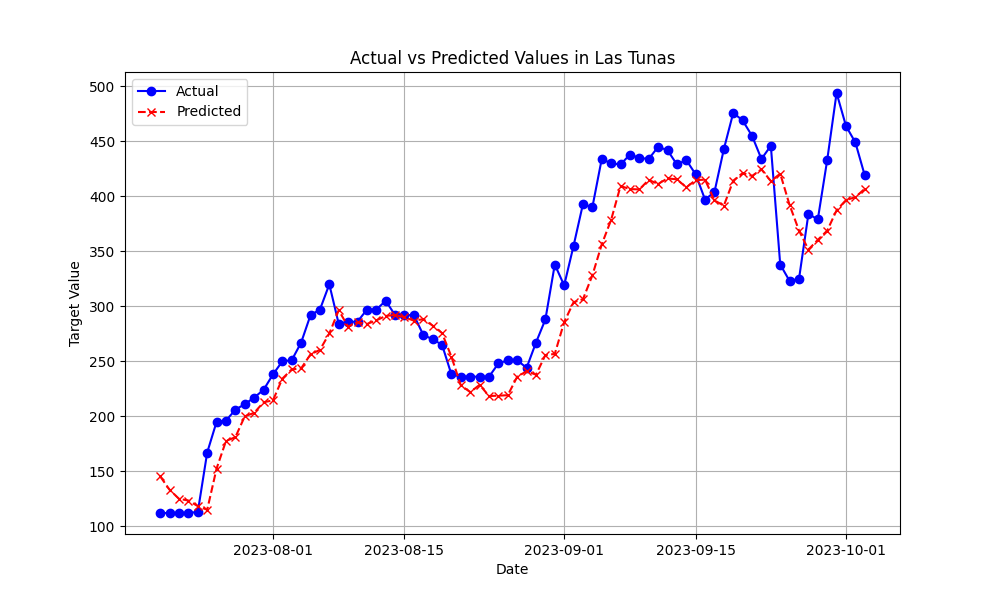 Actual vs Predicted Values in Las Tunas
Actual
Predicted
500
450
400
350
300
250
200
150
100
Target Value
2023-08-01
2023-08-15
2023-09-01
2023-09-15
2023-10-01
Date